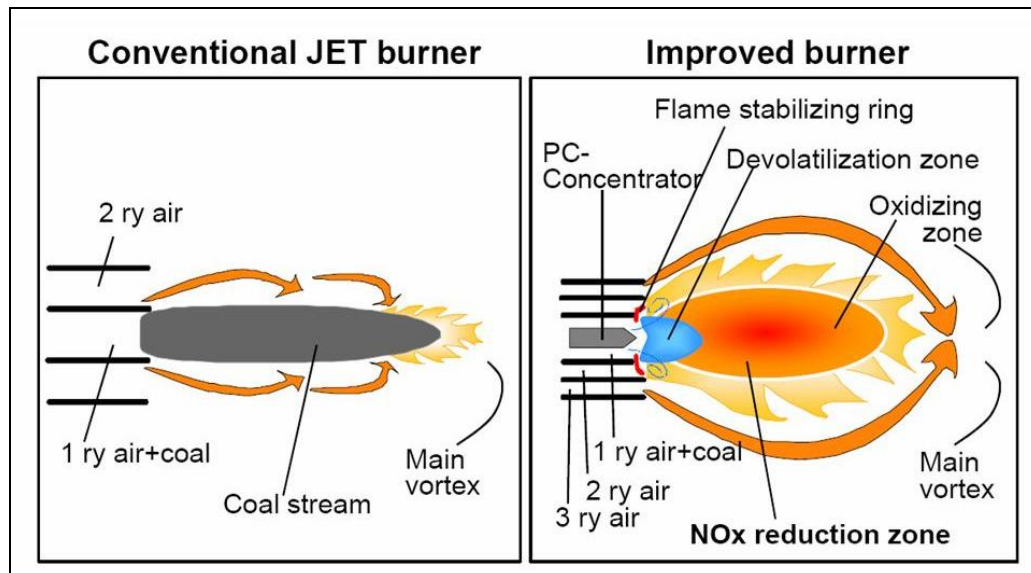 Conventional JET burner
2 ry air
1 ry air+coal
Coal stream
Main
vortex
Improved burner
Flame stabilizing ring
PC-
Concentrator
Devolatilization zone
Oxidizing
zone
1 ry air+coal
2 ry air
3 ry air
Main
vortex
NOx reduction zone